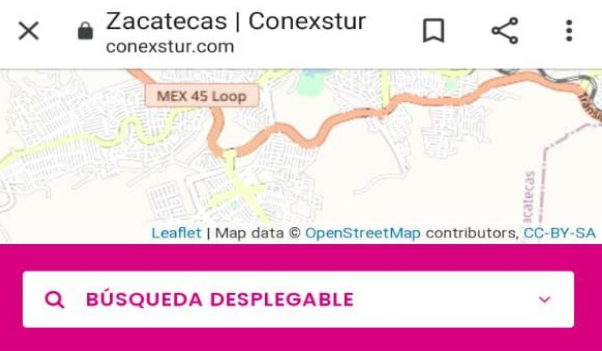 Zacatecas | Conexstur
conexstur.com
MEX 45 Loop
Leaflet | Map data © OpenStreetMap contributors, CC-BY-SA
BÚSQUEDA DESPLEGABLE